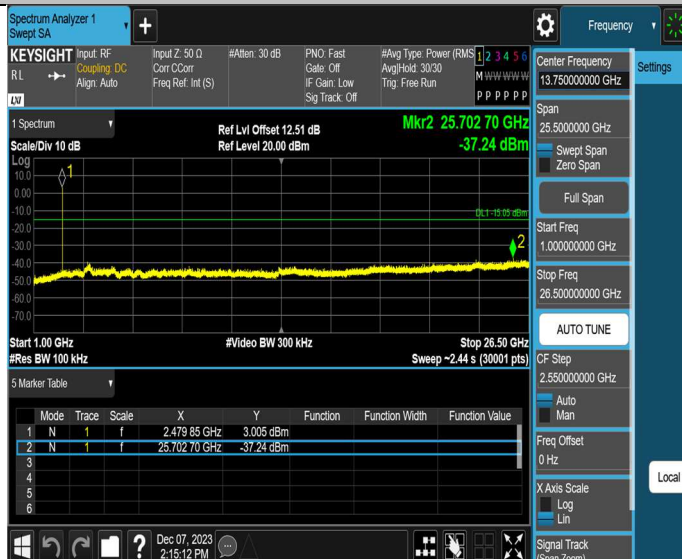 Spectrum Analyzer 1
Swept SA
+
Frequency
KEYSIGHT
RL
LXI
Input: RF
Coupling: DC
Align: Auto
Input Z: 50 Ω
Corr CCorr
Freq Ref: Int (S)
#Atten: 30 dB
PNO: Fast
Gate: Off
IF Gain: Low
Sig Track: Off
#Avg Type: Power (RMS
Avg|Hold: 30/30
Trig: Free Run
1 2 3 4 5 6
M W W W W W
P P P P P P
Center Frequency
13.750000000 GHz
Settings
Span
25.5000000 GHz
Swept Span
Zero Span
Full Span
Start Freq
1.000000000 GHz
Stop Freq
26.500000000 GHz
AUTO TUNE
CF Step
2.550000000 GHz
Auto
Man
Freq Offset
0 Hz
X Axis Scale
Log
Lin
Local
Signal Track
(Span Zoom)
1 Spectrum
Scale/Div 10 dB
Ref Lvl Offset 12.51 dB
Ref Level 20.00 dBm
Mkr2 25.702 70 GHz
-37.24 dBm
Log
10.0
0.00
-10.0
-20.0
-30.0
-40.0
-50.0
-60.0
-70.0
1
DL1 -15.05 dBm
2
Start 1.00 GHz
#Res BW 100 kHz
#Video BW 300 kHz
Stop 26.50 GHz
Sweep ~2.44 s (30001 pts)
5 Marker Table
Mode Trace Scale X Y Function Function Width Function Value
1 N 1 f 2.479 85 GHz 3.005 dBm
2 N 1 f 25.702 70 GHz -37.24 dBm
3
4
5
6
?
Dec 07, 2023
2:15:12 PM